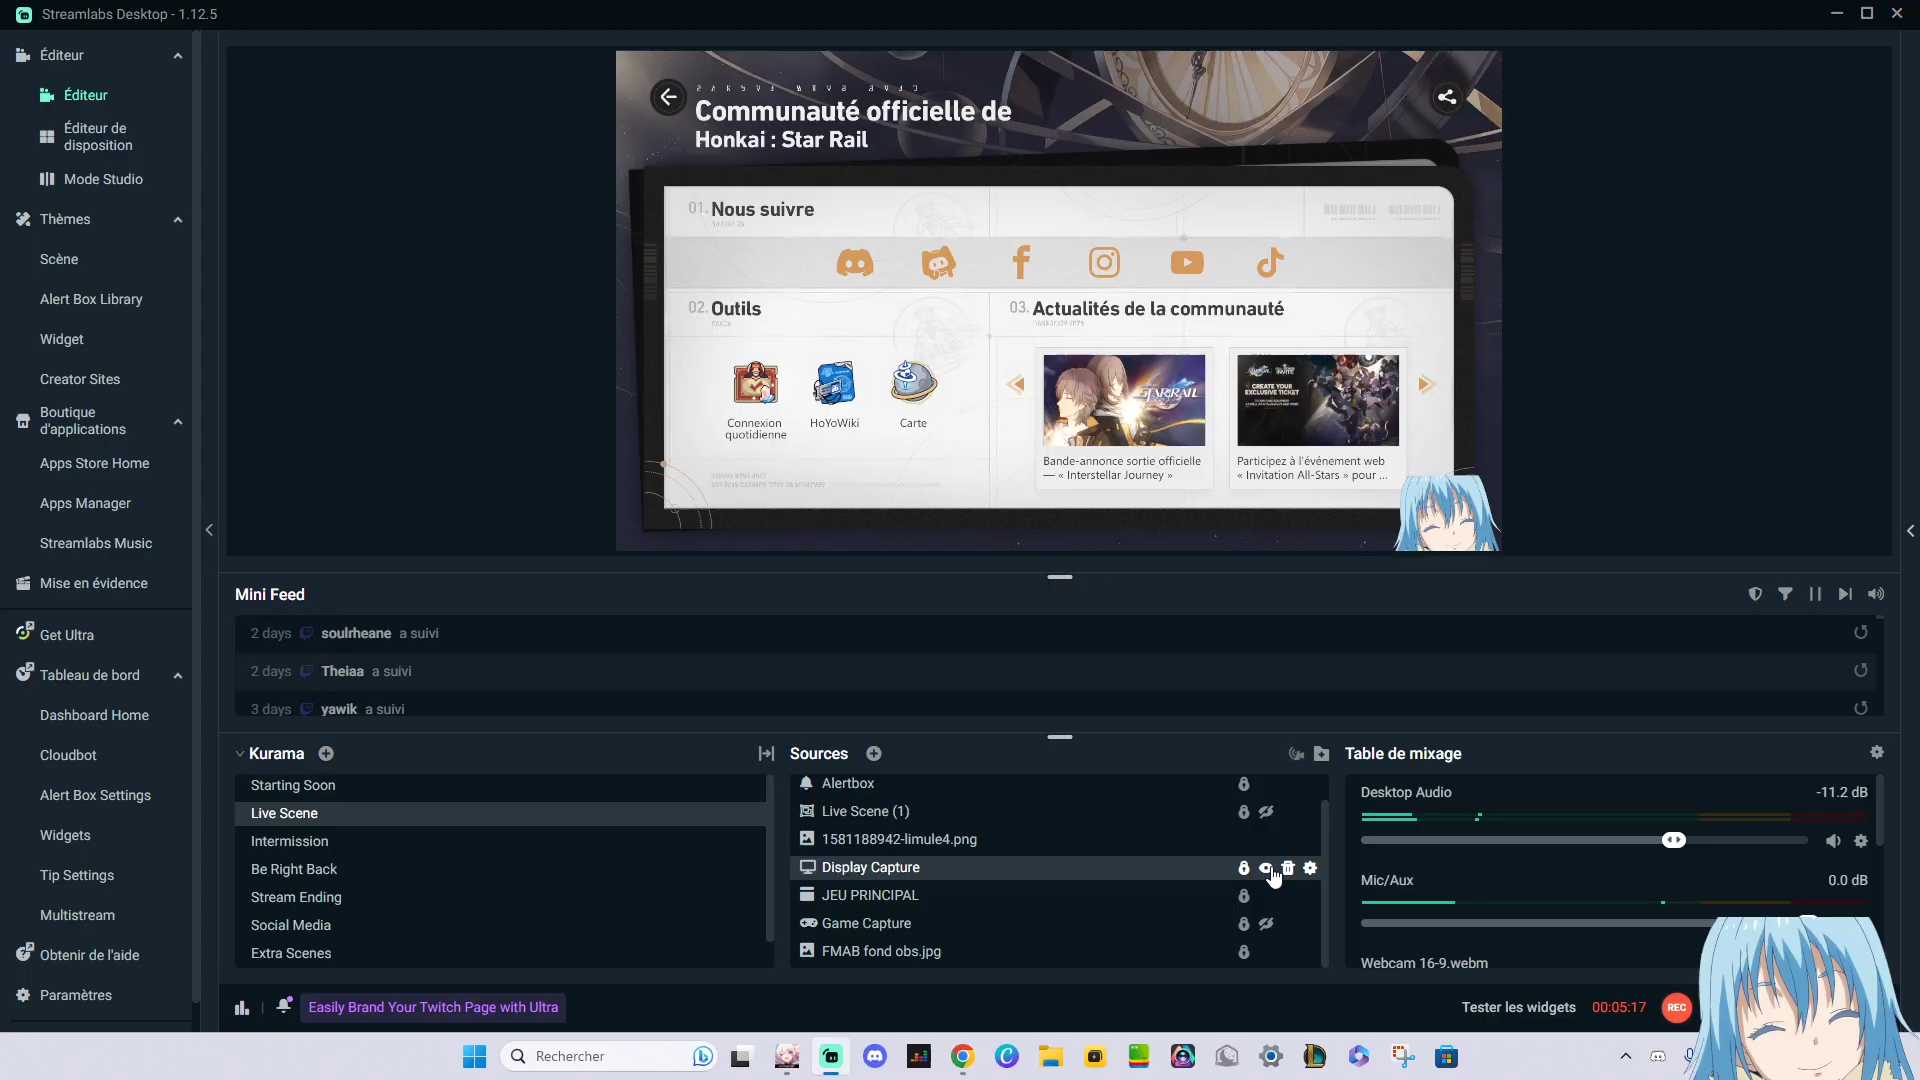 Streamlabs Desktop - 1.12.5
Éditeur
Éditeur
Éditeur de
disposition
Mode Studio
Thèmes
Scène
Alert Box Library
Widget
Creator Sites
Boutique
d'applications
Apps Store Home
Apps Manager
Streamlabs Music
Mise en évidence
Get Ultra
Tableau de bord
Dashboard Home
Cloudbot
Alert Box Settings
Widgets
Tip Settings
Multistream
Obtenir de l'aide
Paramètres
Communauté officielle de
Honkai : Star Rail
01. Nous suivre
02. Outils
Connexion
quotidienne
HoYoWiki
Carte
03. Actualités de la communauté
STARRAIL
Bande-annonce sortie officielle
— « Interstellar Journey »
CREATE YOUR
EXCLUSIVE TICKET
Participez à l'événement web
« Invitation All-Stars » pour ...
Mini Feed
2 days soulrheane a suivi
2 days Theiaa a suivi
3 days yawik a suivi
Kurama
Starting Soon
Live Scene
Intermission
Be Right Back
Stream Ending
Social Media
Extra Scenes
Sources
Alertbox
Live Scene (1)
1581188942-limule4.png
Display Capture
JEU PRINCIPAL
Game Capture
FMAB fond obs.jpg
Table de mixage
Desktop Audio -11.2 dB
Mic/Aux 0.0 dB
Webcam 16-9.webm
Easily Brand Your Twitch Page with Ultra
Tester les widgets 00:05:17 REC
Rechercher